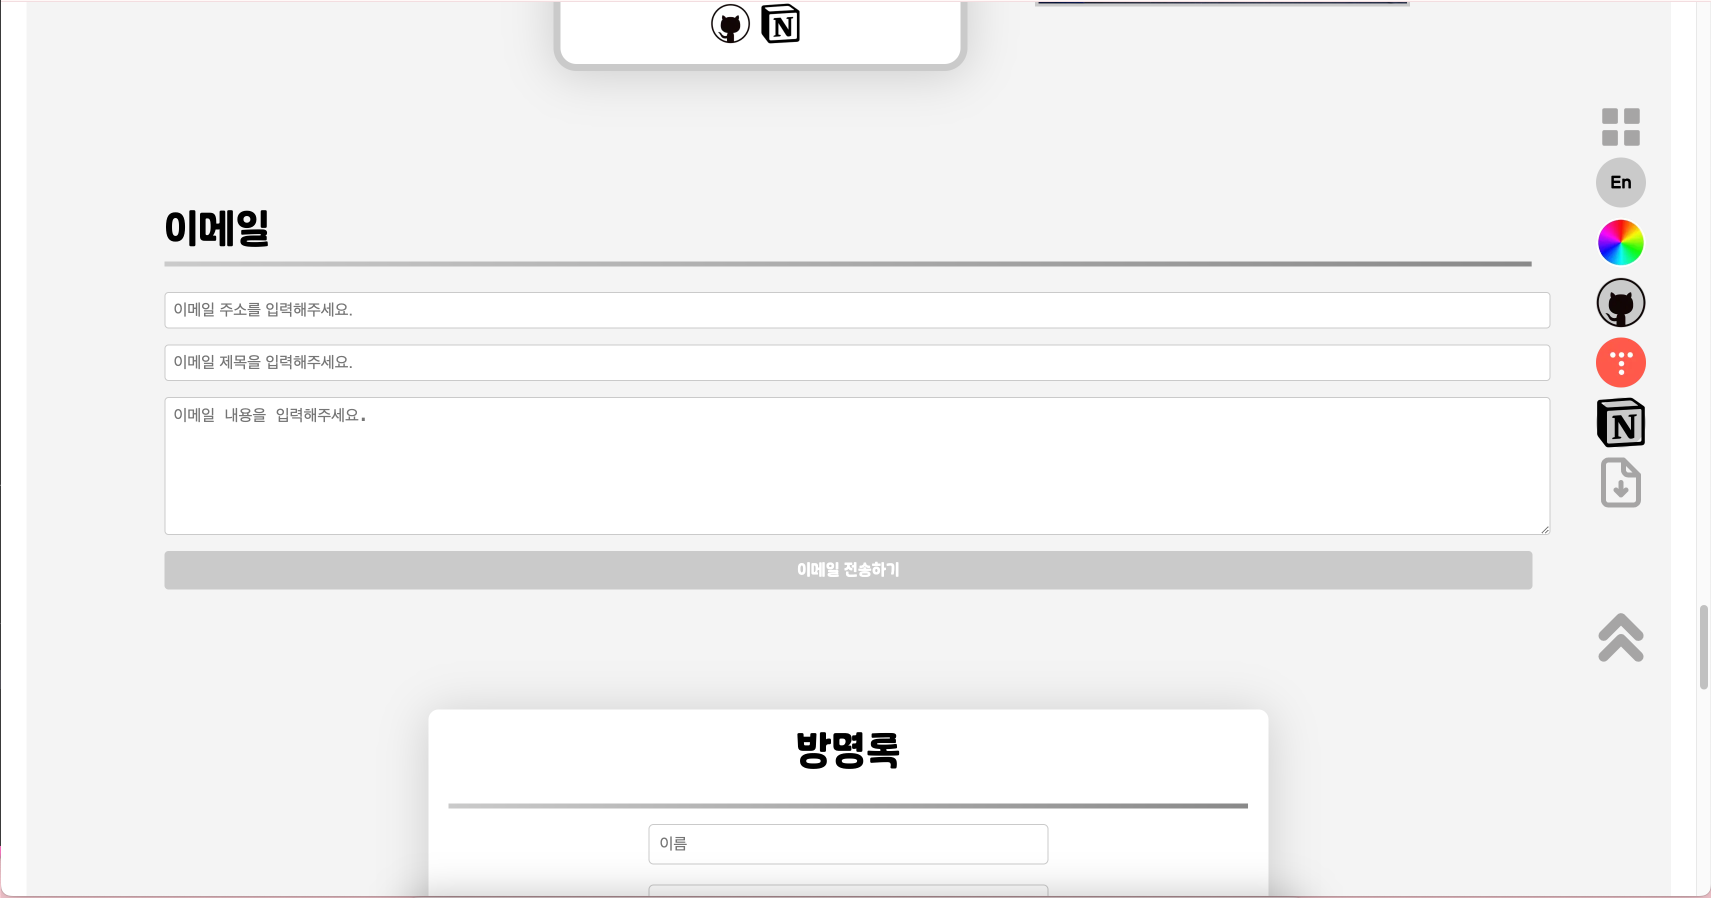 N
이메일
이메일 주소를 입력해주세요.
이메일 제목을 입력해주세요.
이메일 내용을 입력해주세요.
이메일 전송하기
En
N
방명록
이름